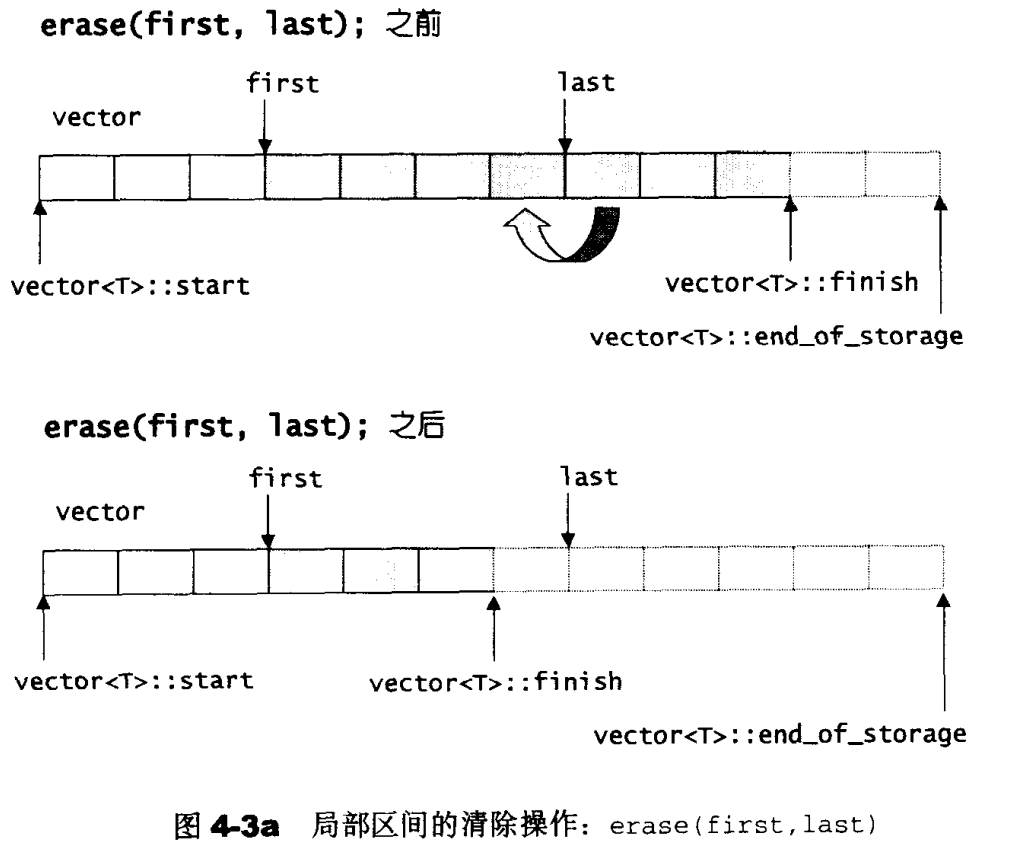 erase(first, last); 之前
first
last
vector
vector<T>::start
vector<T>::finish
vector<T>::end_of_storage
erase(first, last); 之后
first
last
vector
vector<T>::start
vector<T>::finish
vector<T>::end_of_storage
图 4-3a 局部区间的清除操作：erase(first,last)